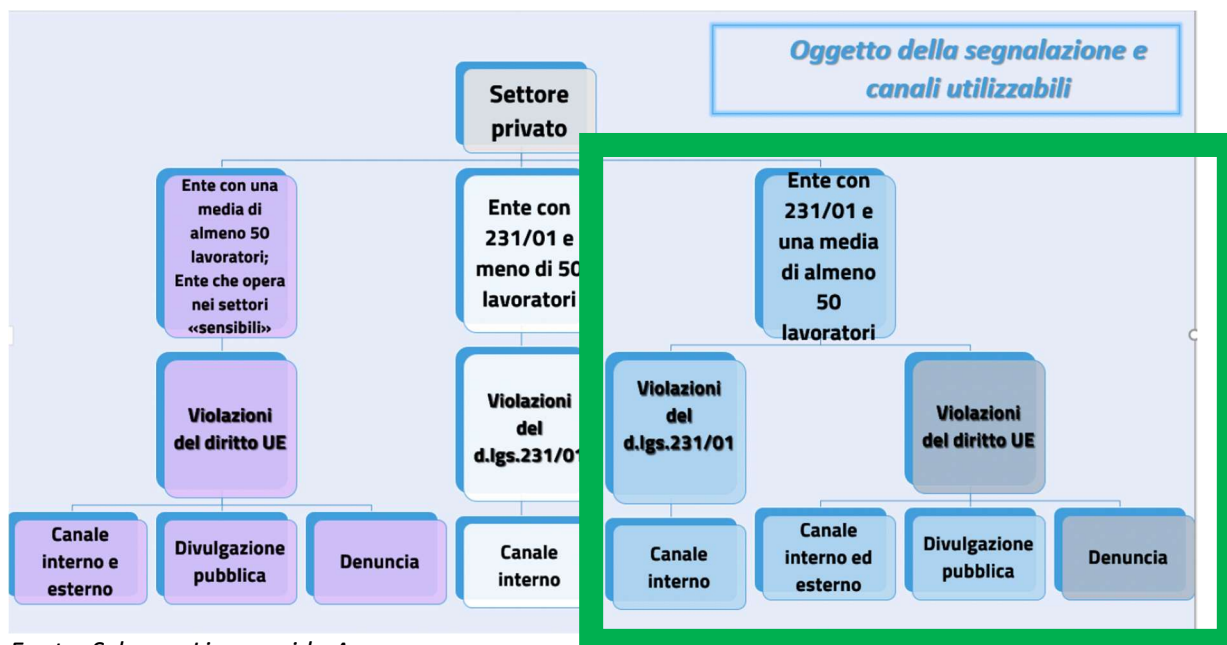 Oggetto della segnalazione e
canali utilizzabili
Settore
privato
Ente con una
media di
almeno 50
lavoratori;
Ente che opera
nei settori
«sensibili»
Ente con
231/01 e
meno di 50
lavoratori
Ente con
231/01 e
una media
di almeno
50
lavoratori
Violazioni
del diritto UE
Violazioni
del
d.lgs.231/01
Violazioni
del
d.lgs.231/01
Violazioni
del diritto UE
Canale
interno e
esterno
Divulgazione
pubblica
Denuncia
Canale
interno
Canale
interno
Canale
interno ed
esterno
Divulgazione
pubblica
Denuncia